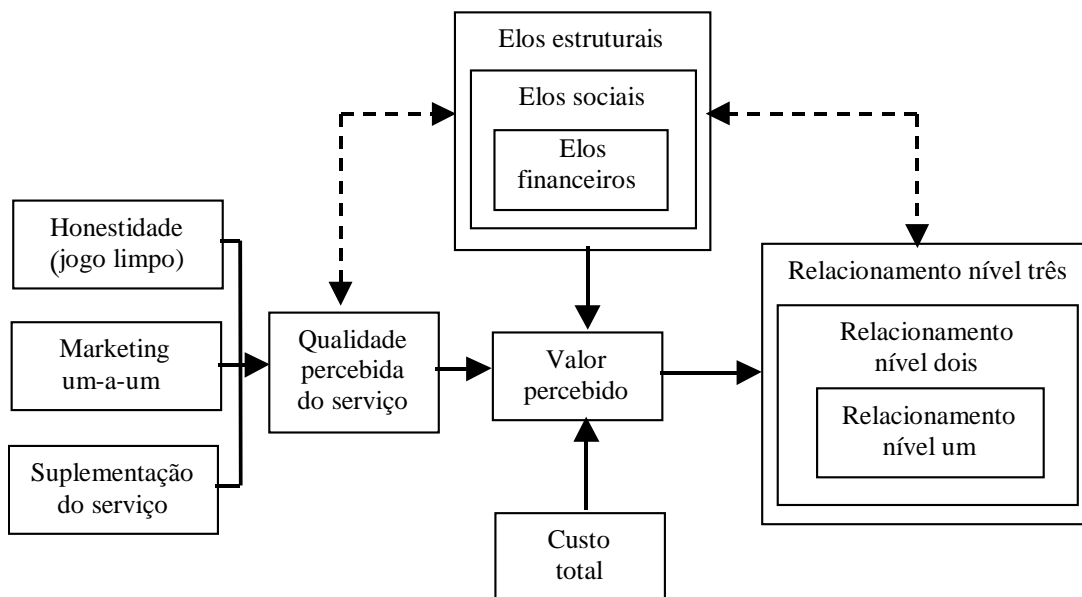 Elos estruturais
Elos sociais
Elos
financeiros
Honestidade
(jogo limpo)
Marketing
um-a-um
Suplementação
do serviço
Qualidade
percebida
do serviço
Valor
percebido
Custo
total
Relacionamento nível três
Relacionamento
nível dois
Relacionamento
nível um